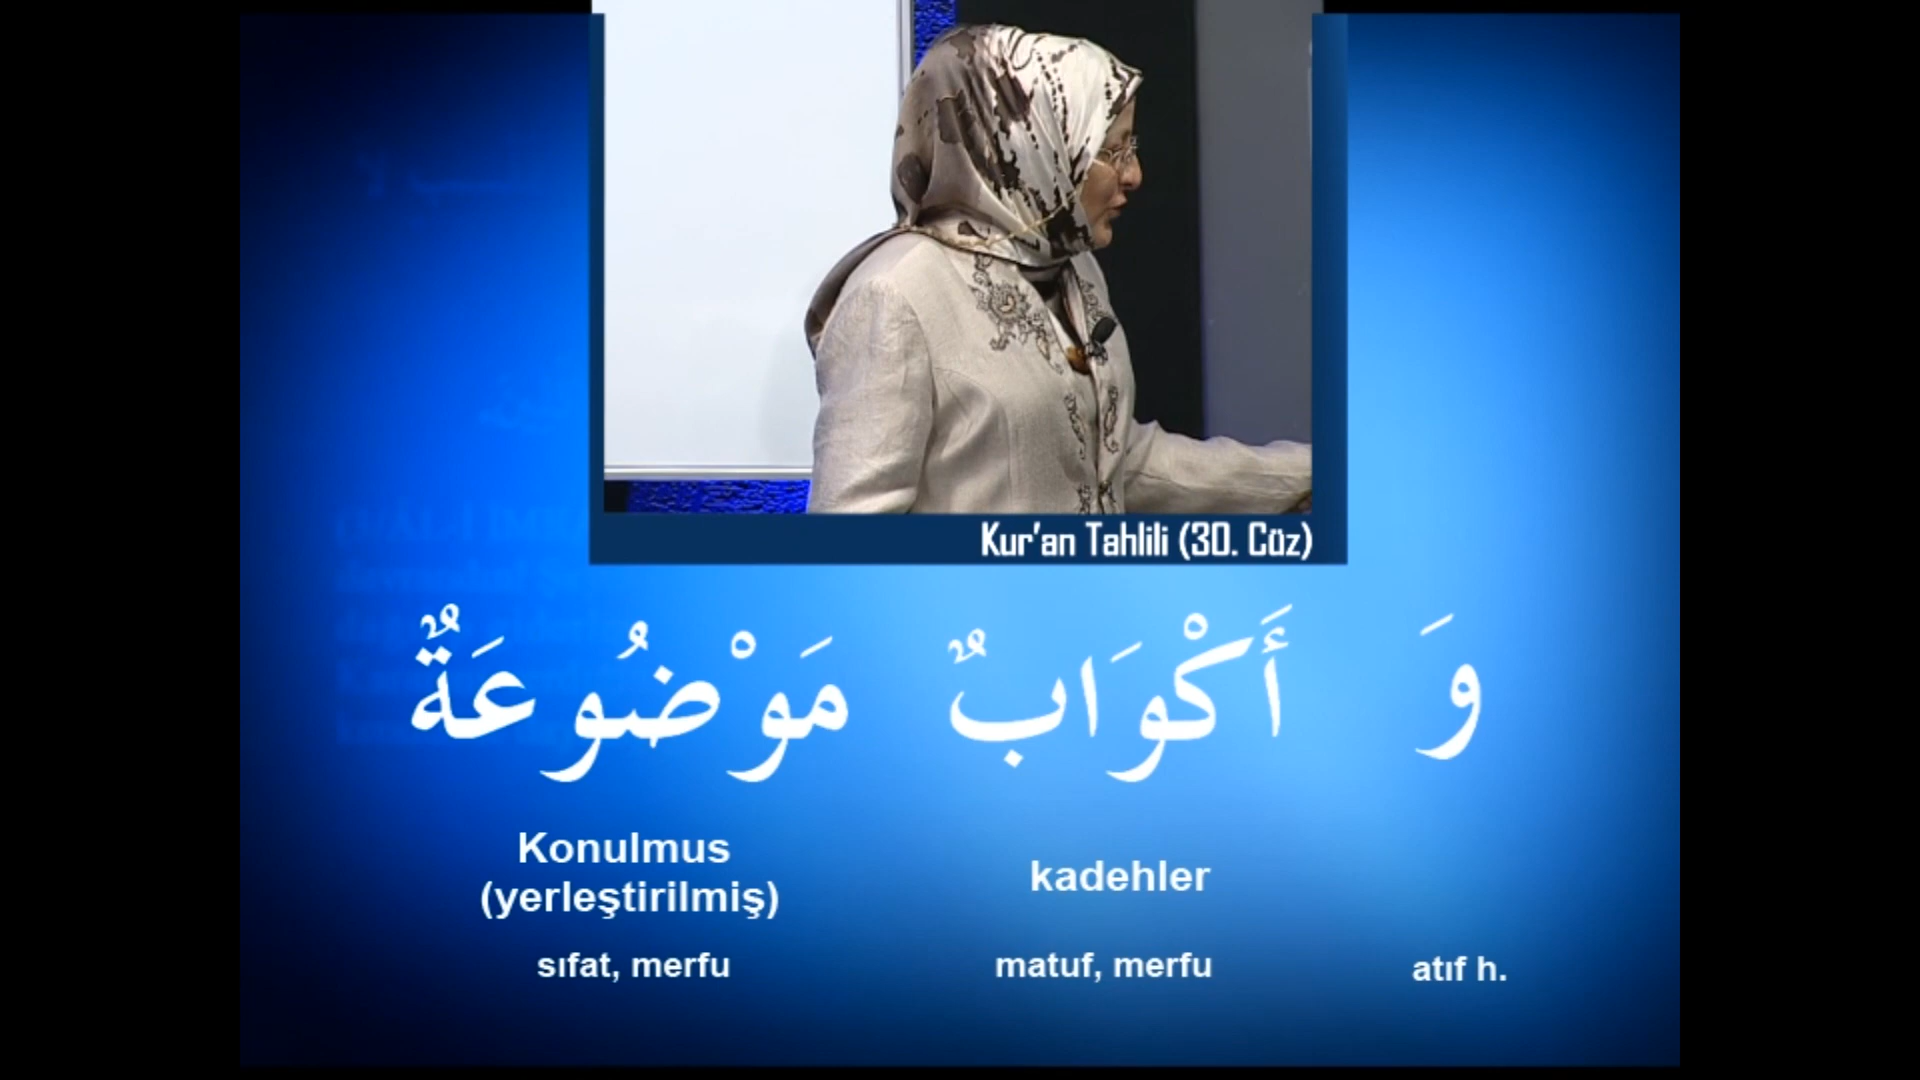 Kur'an Tahlili (30. Cüz)
وَ أَكْوَابٌ مَوْضُوعَةٌ
Konulmus
(yerleştirilmiş)
kadehler
sıfat, merfu
matuf, merfu
atıf h.